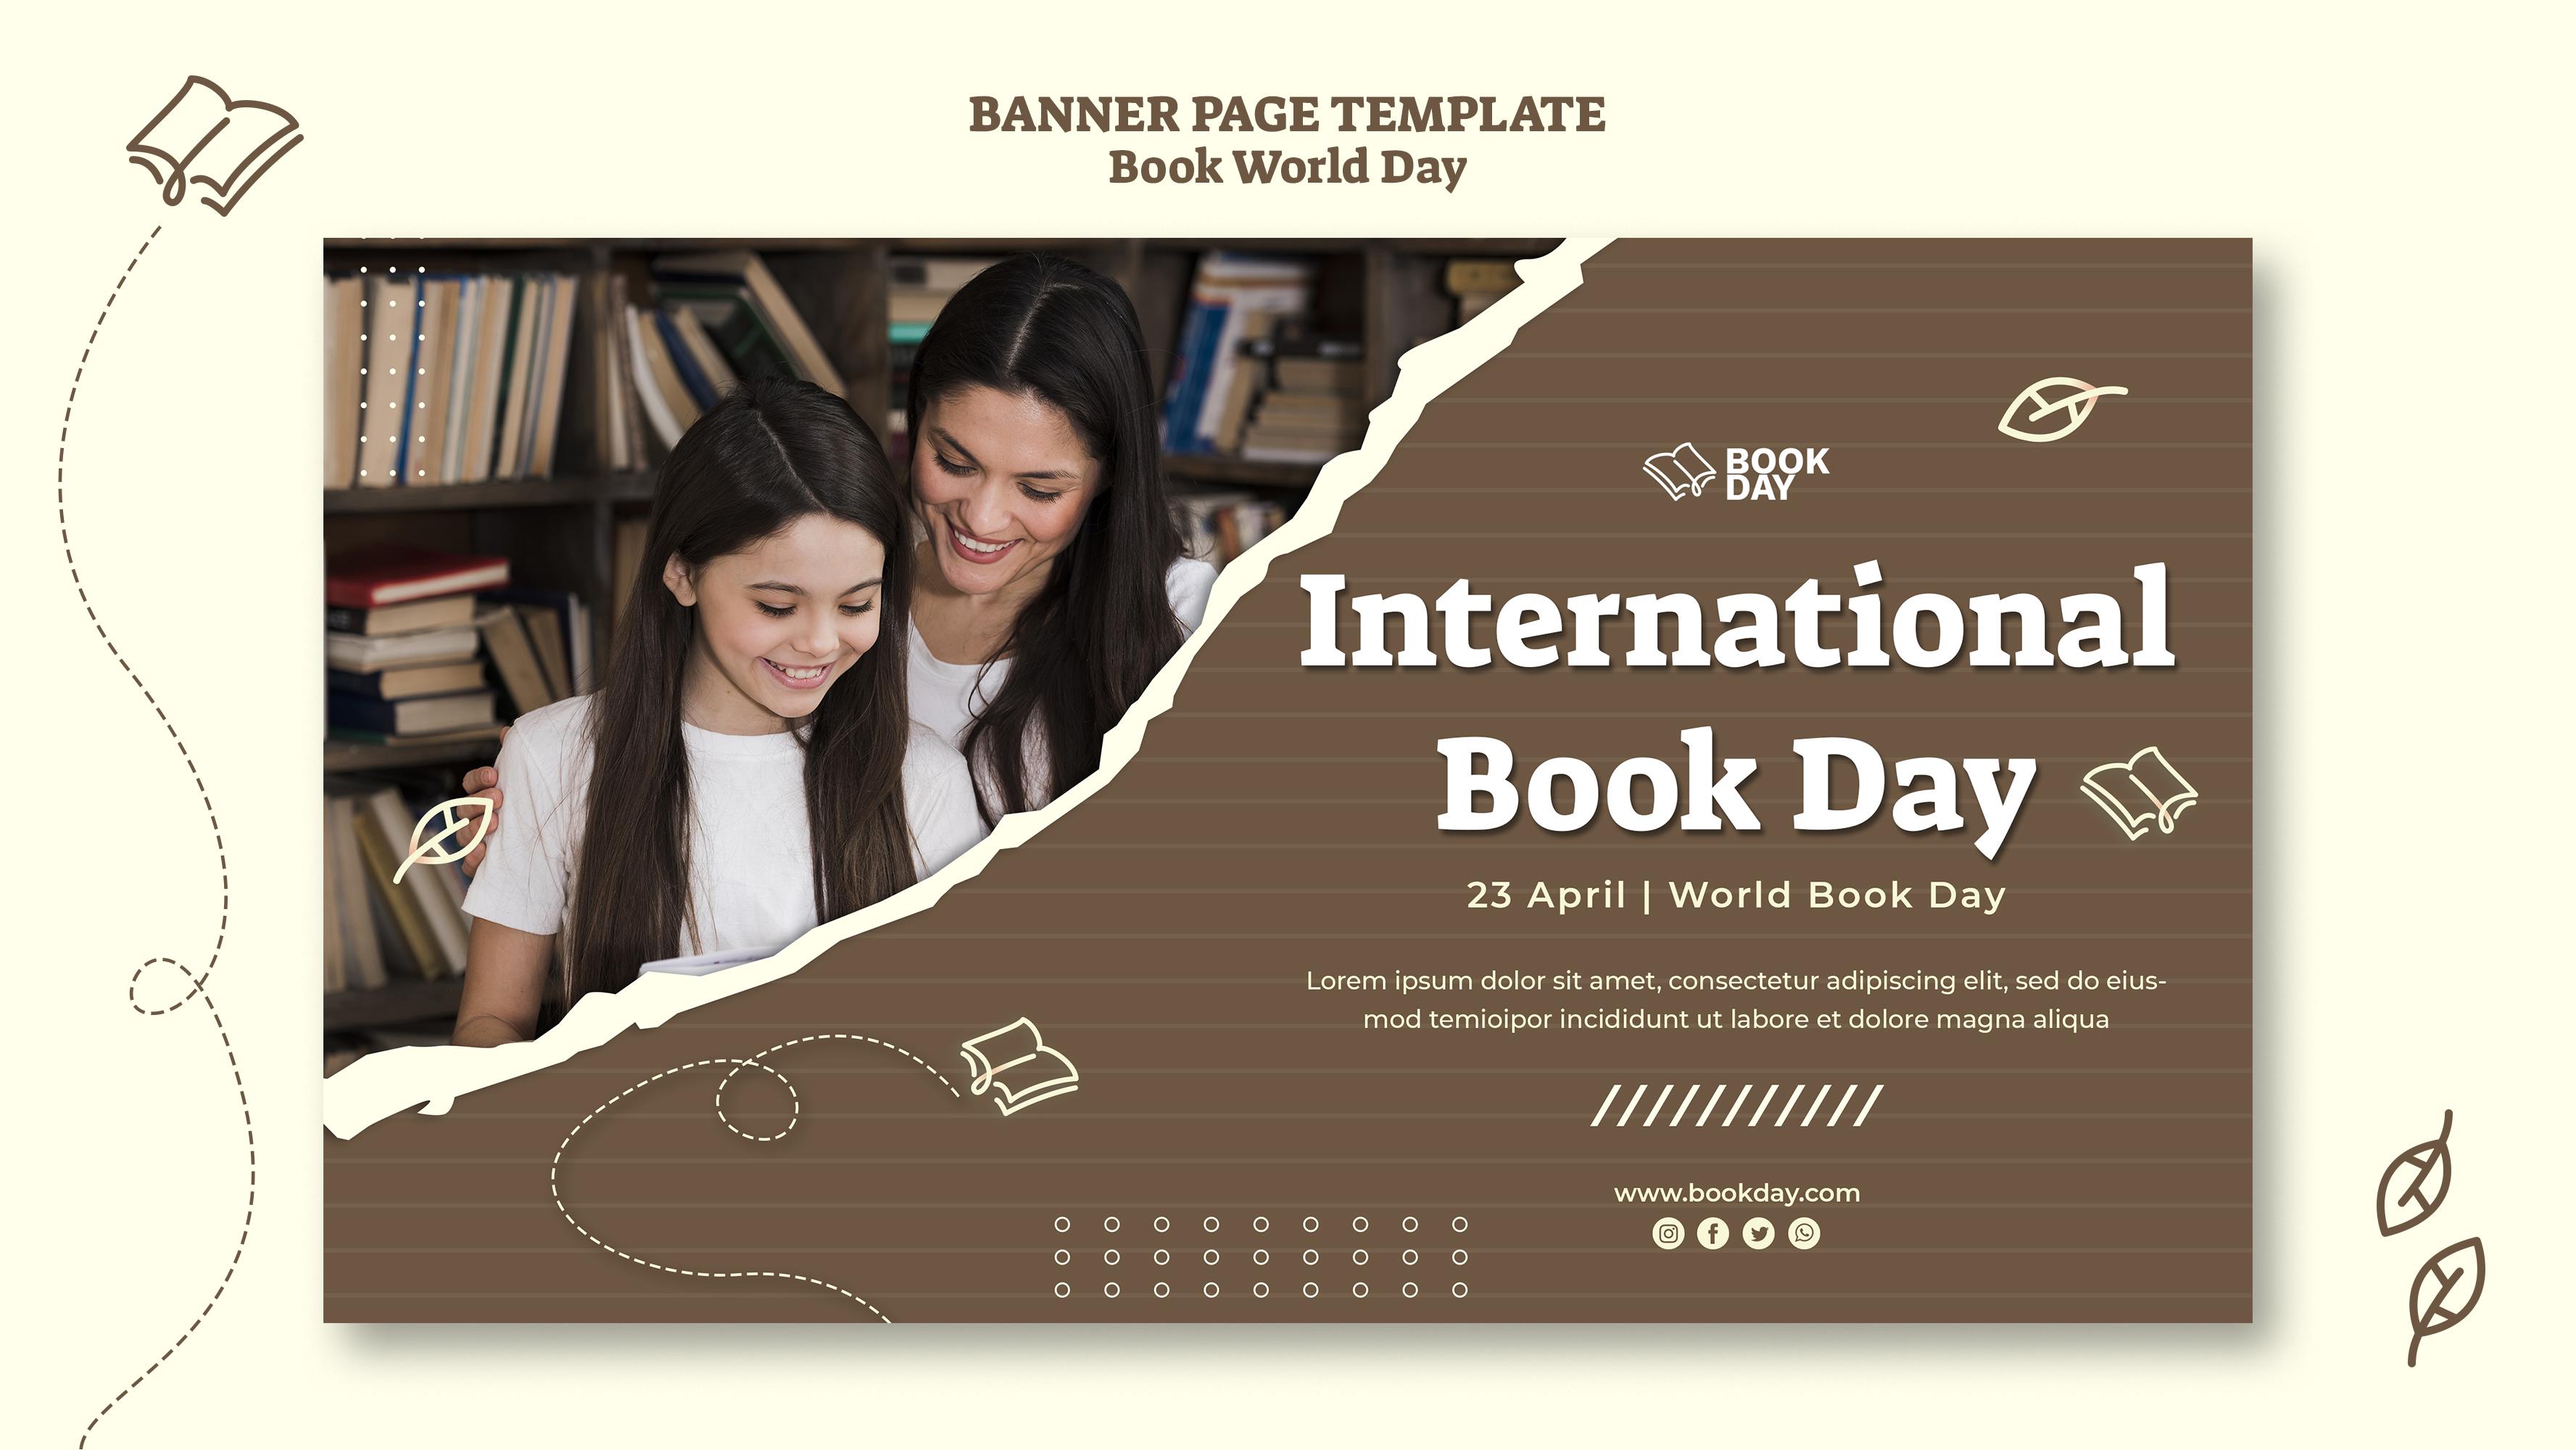 BANNER PAGE TEMPLATE
Book World Day
BOOK
DAY
International
Book Day
23 April | World Book Day
Lorem ipsum dolor sit amet, consectetur adipiscing elit, sed do eius-
mod temioipor incididunt ut labore et dolore magna aliqua
www.bookday.com